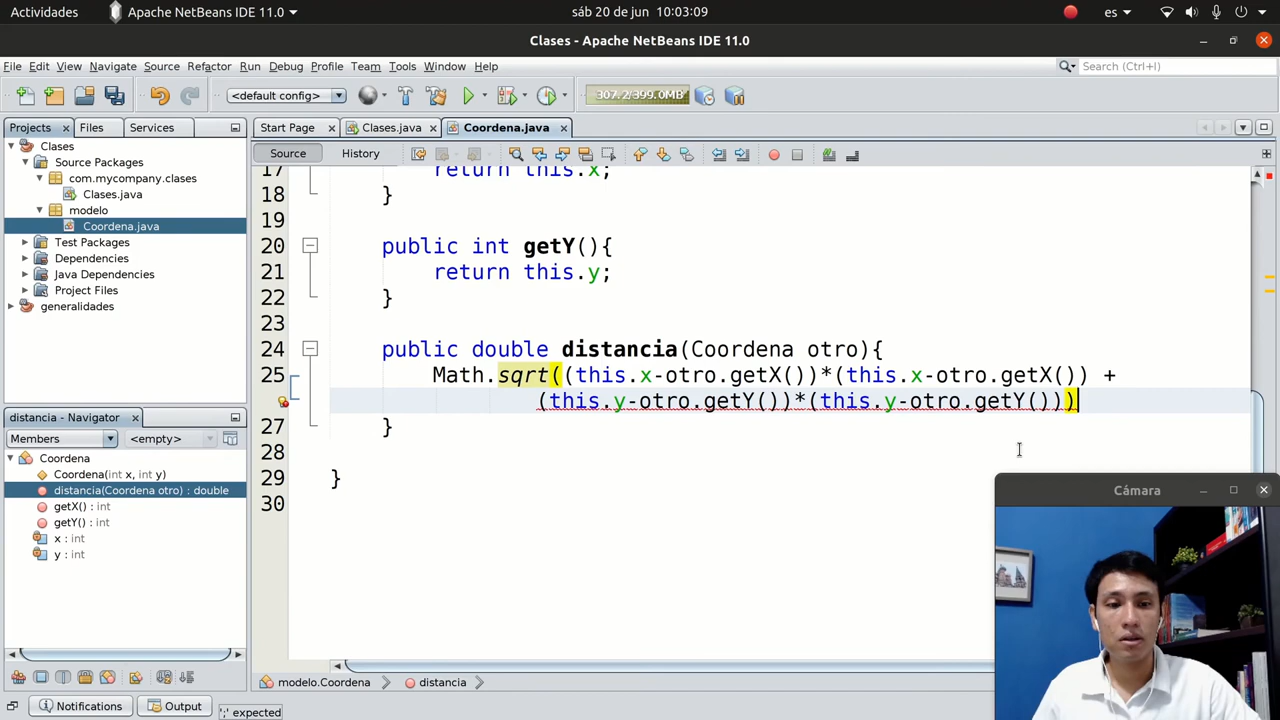 Actividades
Apache NetBeans IDE 11.0
sáb 20 de jun 10:03:09
es
Clases - Apache NetBeans IDE 11.0
File Edit View Navigate Source Refactor Run Debug Profile Team Tools Window Help
Search (Ctrl+I)
<default config>
307.2/399.0MB
Projects Files Services
Start Page Clases.java Coordena.java
Source History
Clases
Source Packages
com.mycompany.clases
Clases.java
modelo
Coordena.java
Test Packages
Dependencies
Java Dependencies
Project Files
generalidades
17 return this.x;
18 }
19
20 public int getY(){
21 return this.y;
22 }
23
24 public double distancia(Coordena otro){
25 Math.sqrt((this.x-otro.getX())*(this.x-otro.getX()) +
(this.y-otro.getY())*(this.y-otro.getY()))
27 }
28
29 }
30
distancia - Navigator
Members <empty>
Coordena
Coordena(int x, int y)
distancia(Coordena otro) : double
getX() : int
getY() : int
x : int
y : int
Cámara
modelo.Coordena distancia
Notifications Output ';' expected